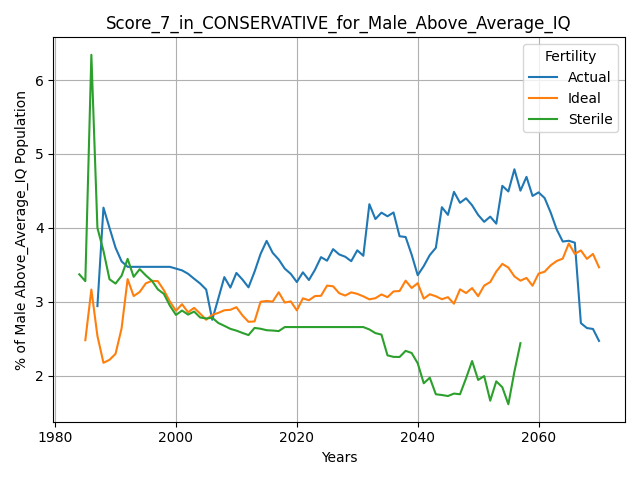 Score_7_in_CONSERVATIVE_for_Male_Above_Average_IQ
% of Male Above_Average_IQ Population
6
5
4
3
2
Fertility
Actual
Ideal
Sterile
1980 2000 2020 2040 2060
Years